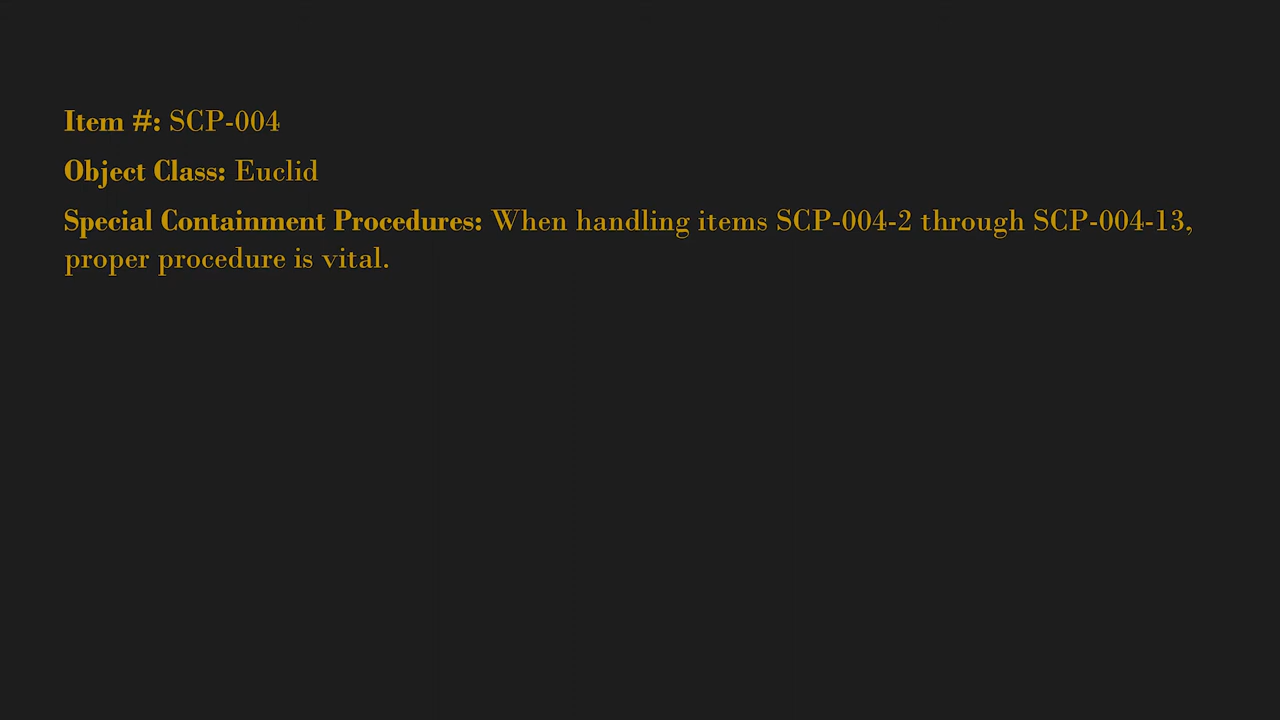 Item #: SCP-004
Object Class: Euclid
Special Containment Procedures: When handling items SCP-004-2 through SCP-004-13,
proper procedure is vital.